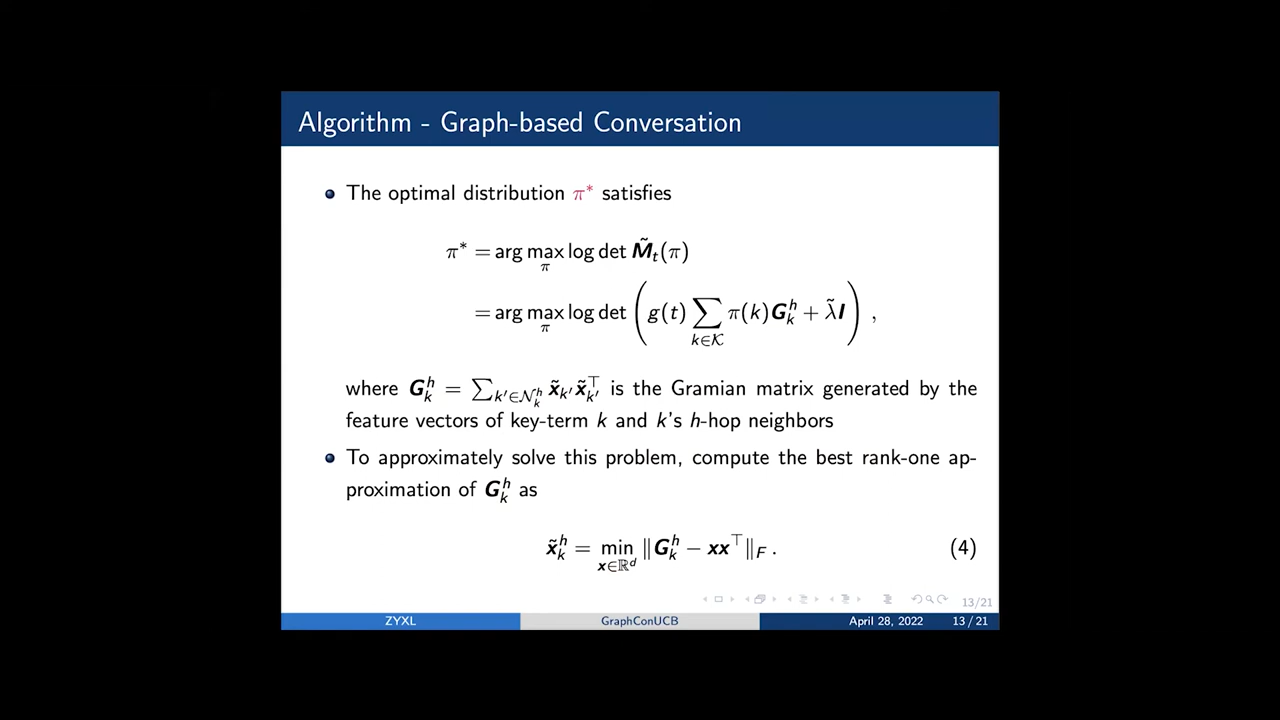 Algorithm - Graph-based Conversation
The optimal distribution π* satisfies
π* = arg max_π log det M̃_t(π)
= arg max_π log det ( g(t) ∑_{k∈𝒦} π(k) G_k^h + λ̃I ) ,
where G_k^h = ∑_{k'∈𝒩_k^h} x̃_{k'} x̃_{k'}^⊤ is the Gramian matrix generated by the
feature vectors of key-term k and k's h-hop neighbors
To approximately solve this problem, compute the best rank-one ap-
proximation of G_k^h as
x̃_k^h = min_{x∈ℝ^d} ‖G_k^h − xx^⊤‖_F . (4)
13/21
ZYXL GraphConUCB April 28, 2022 13 / 21